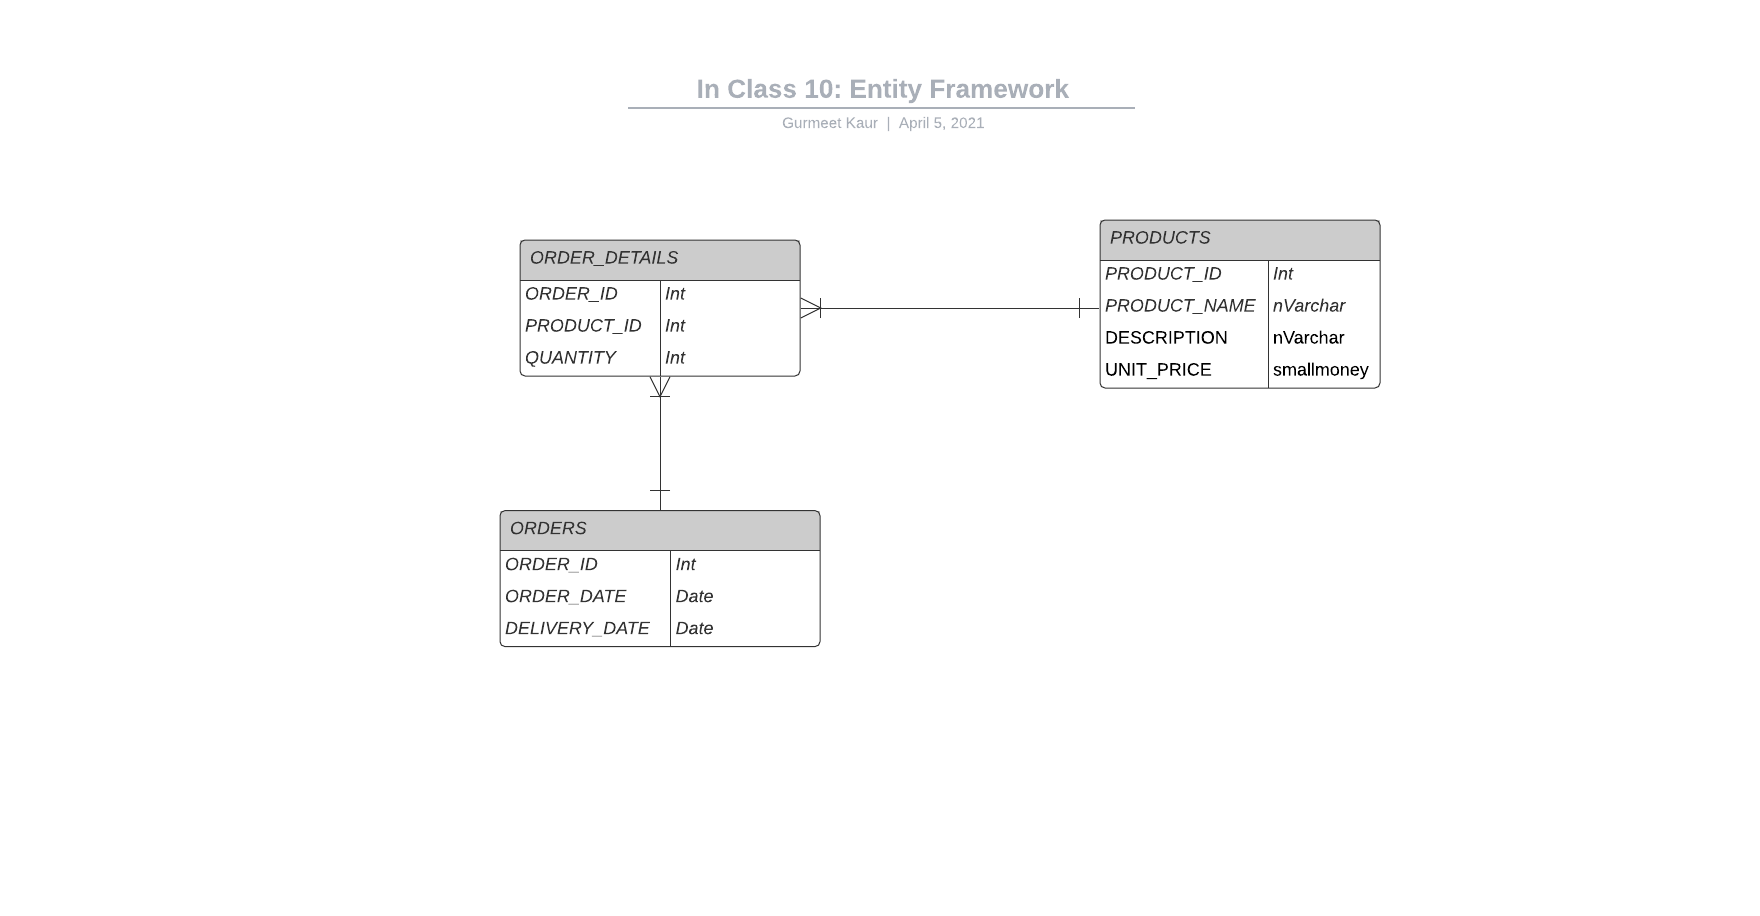 In Class 10: Entity Framework
Gurmeet Kaur | April 5, 2021
ORDER_DETAILS
ORDER_ID Int
PRODUCT_ID Int
QUANTITY Int
PRODUCTS
PRODUCT_ID Int
PRODUCT_NAME nVarchar
DESCRIPTION nVarchar
UNIT_PRICE smallmoney
ORDERS
ORDER_ID Int
ORDER_DATE Date
DELIVERY_DATE Date